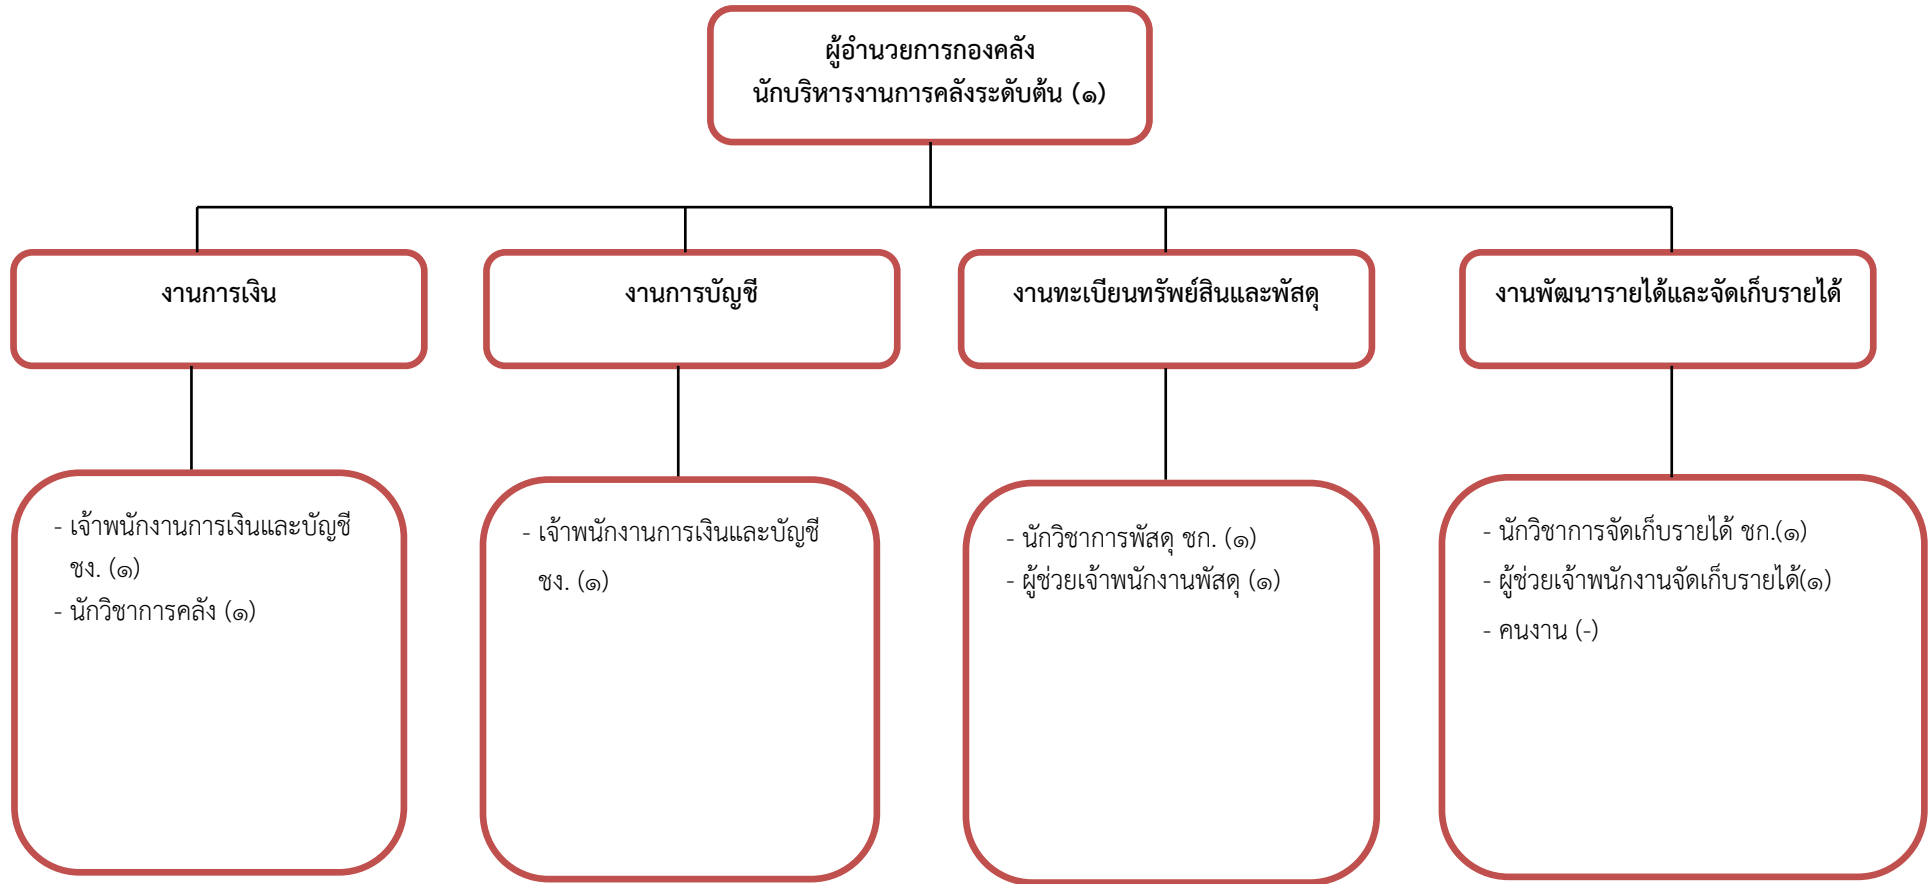 ผู้อำนวยการกองคลัง
นักบริหารงานการคลังระดับต้น (๑)
งานการเงิน
งานการบัญชี
งานทะเบียนทรัพย์สินและพัสดุ
งานพัฒนารายได้และจัดเก็บรายได้
- เจ้าพนักงานการเงินและบัญชี
ชง. (๑)
- นักวิชาการคลัง (๑)
- เจ้าพนักงานการเงินและบัญชี
ชง. (๑)
- นักวิชาการพัสดุ ชก. (๑)
- ผู้ช่วยเจ้าพนักงานพัสดุ (๑)
- นักวิชาการจัดเก็บรายได้ ชก.(๑)
- ผู้ช่วยเจ้าพนักงานจัดเก็บรายได้(๑)
- คนงาน (-)